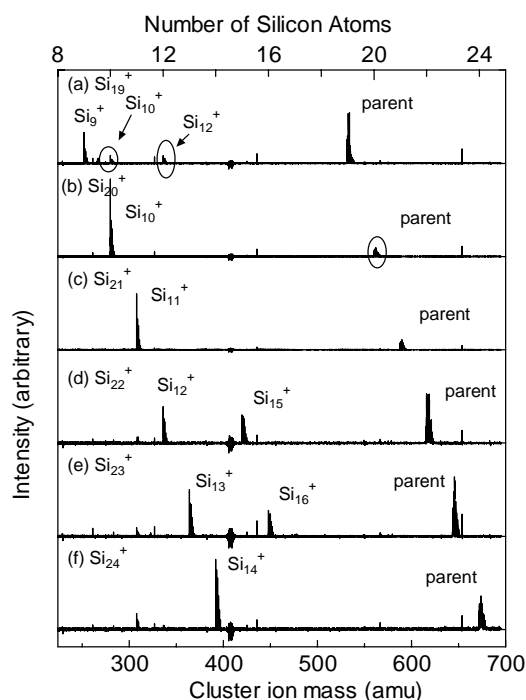 Number of Silicon Atoms
8 12 16 20 24
(a) Si19+
Si9+
Si10+
Si12+
parent
(b) Si20+
Si10+
parent
(c) Si21+
Si11+
parent
(d) Si22+
Si12+
Si15+
parent
(e) Si23+
Si13+
Si16+
parent
(f) Si24+
Si14+
parent
Intensity (arbitrary)
300 400 500 600 700
Cluster ion mass (amu)